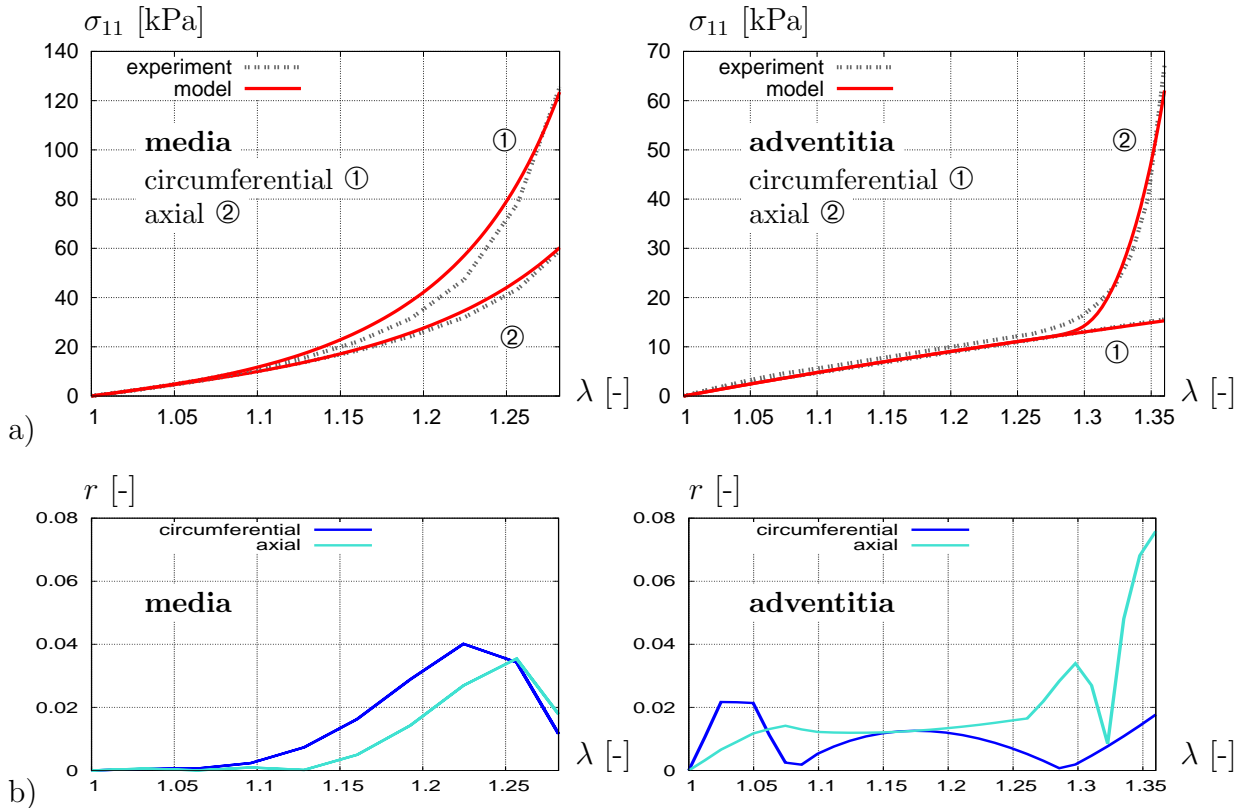 σ11 [kPa]
140
120
100
80
60
40
20
0
experiment
model
media
circumferential ①
axial ②
①
②
1 1.05 1.1 1.15 1.2 1.25
λ [-]
σ11 [kPa]
70
60
50
40
30
20
10
0
experiment
model
adventitia
circumferential ①
axial ②
②
①
1 1.05 1.1 1.15 1.2 1.25 1.3 1.35
λ [-]
a)
r [-]
0.08
0.06
0.04
0.02
0
circumferential
axial
media
1 1.05 1.1 1.15 1.2 1.25
λ [-]
r [-]
0.08
0.06
0.04
0.02
0
circumferential
axial
adventitia
1 1.05 1.1 1.15 1.2 1.25 1.3 1.35
λ [-]
b)